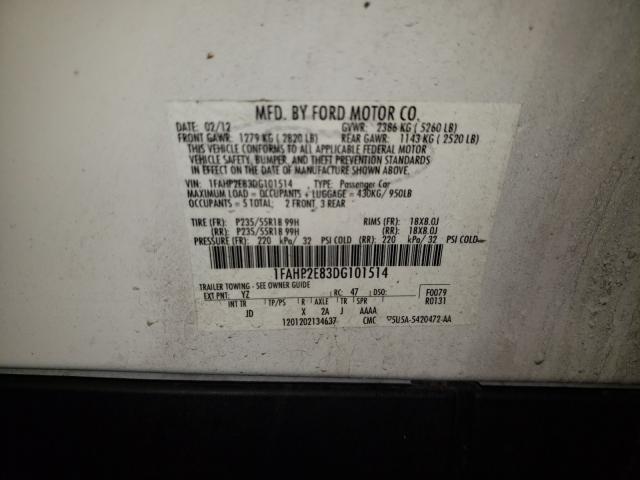 MFD. BY FORD MOTOR CO.
DATE: 02/12 GVWR: 2386 KG ( 5260 LB)
FRONT GAWR: 1279 KG ( 2820 LB) REAR GAWR: 1143 KG ( 2520 LB)
THIS VEHICLE CONFORMS TO ALL APPLICABLE FEDERAL MOTOR
VEHICLE SAFETY, BUMPER, AND THEFT PREVENTION STANDARDS
IN EFFECT ON THE DATE OF MANUFACTURE SHOWN ABOVE.
VIN: 1FAHP2E83DG101514 TYPE: Passenger Car
MAXIMUM LOAD = OCCUPANTS + LUGGAGE = 430KG / 950LB
OCCUPANTS = 5 TOTAL; 2 FRONT, 3 REAR
TIRE (FR): P235/55R18 99H RIMS (FR): 18X8.0J
(RR): P235/55R18 99H (RR): 18X8.0J
PRESSURE (FR): 220 kPa/ 32 PSI COLD (RR): 220 kPa/ 32 PSI COLD
1FAHP2E83DG101514
TRAILER TOWING - SEE OWNER GUIDE
EXT PNT: YZ RC: 47 DSO: F0079
INT TR TP/PS R AXLE TR SPR R0131
JD X 2A J AAAA
1201202134637 CMC 5U5A-5420472-AA